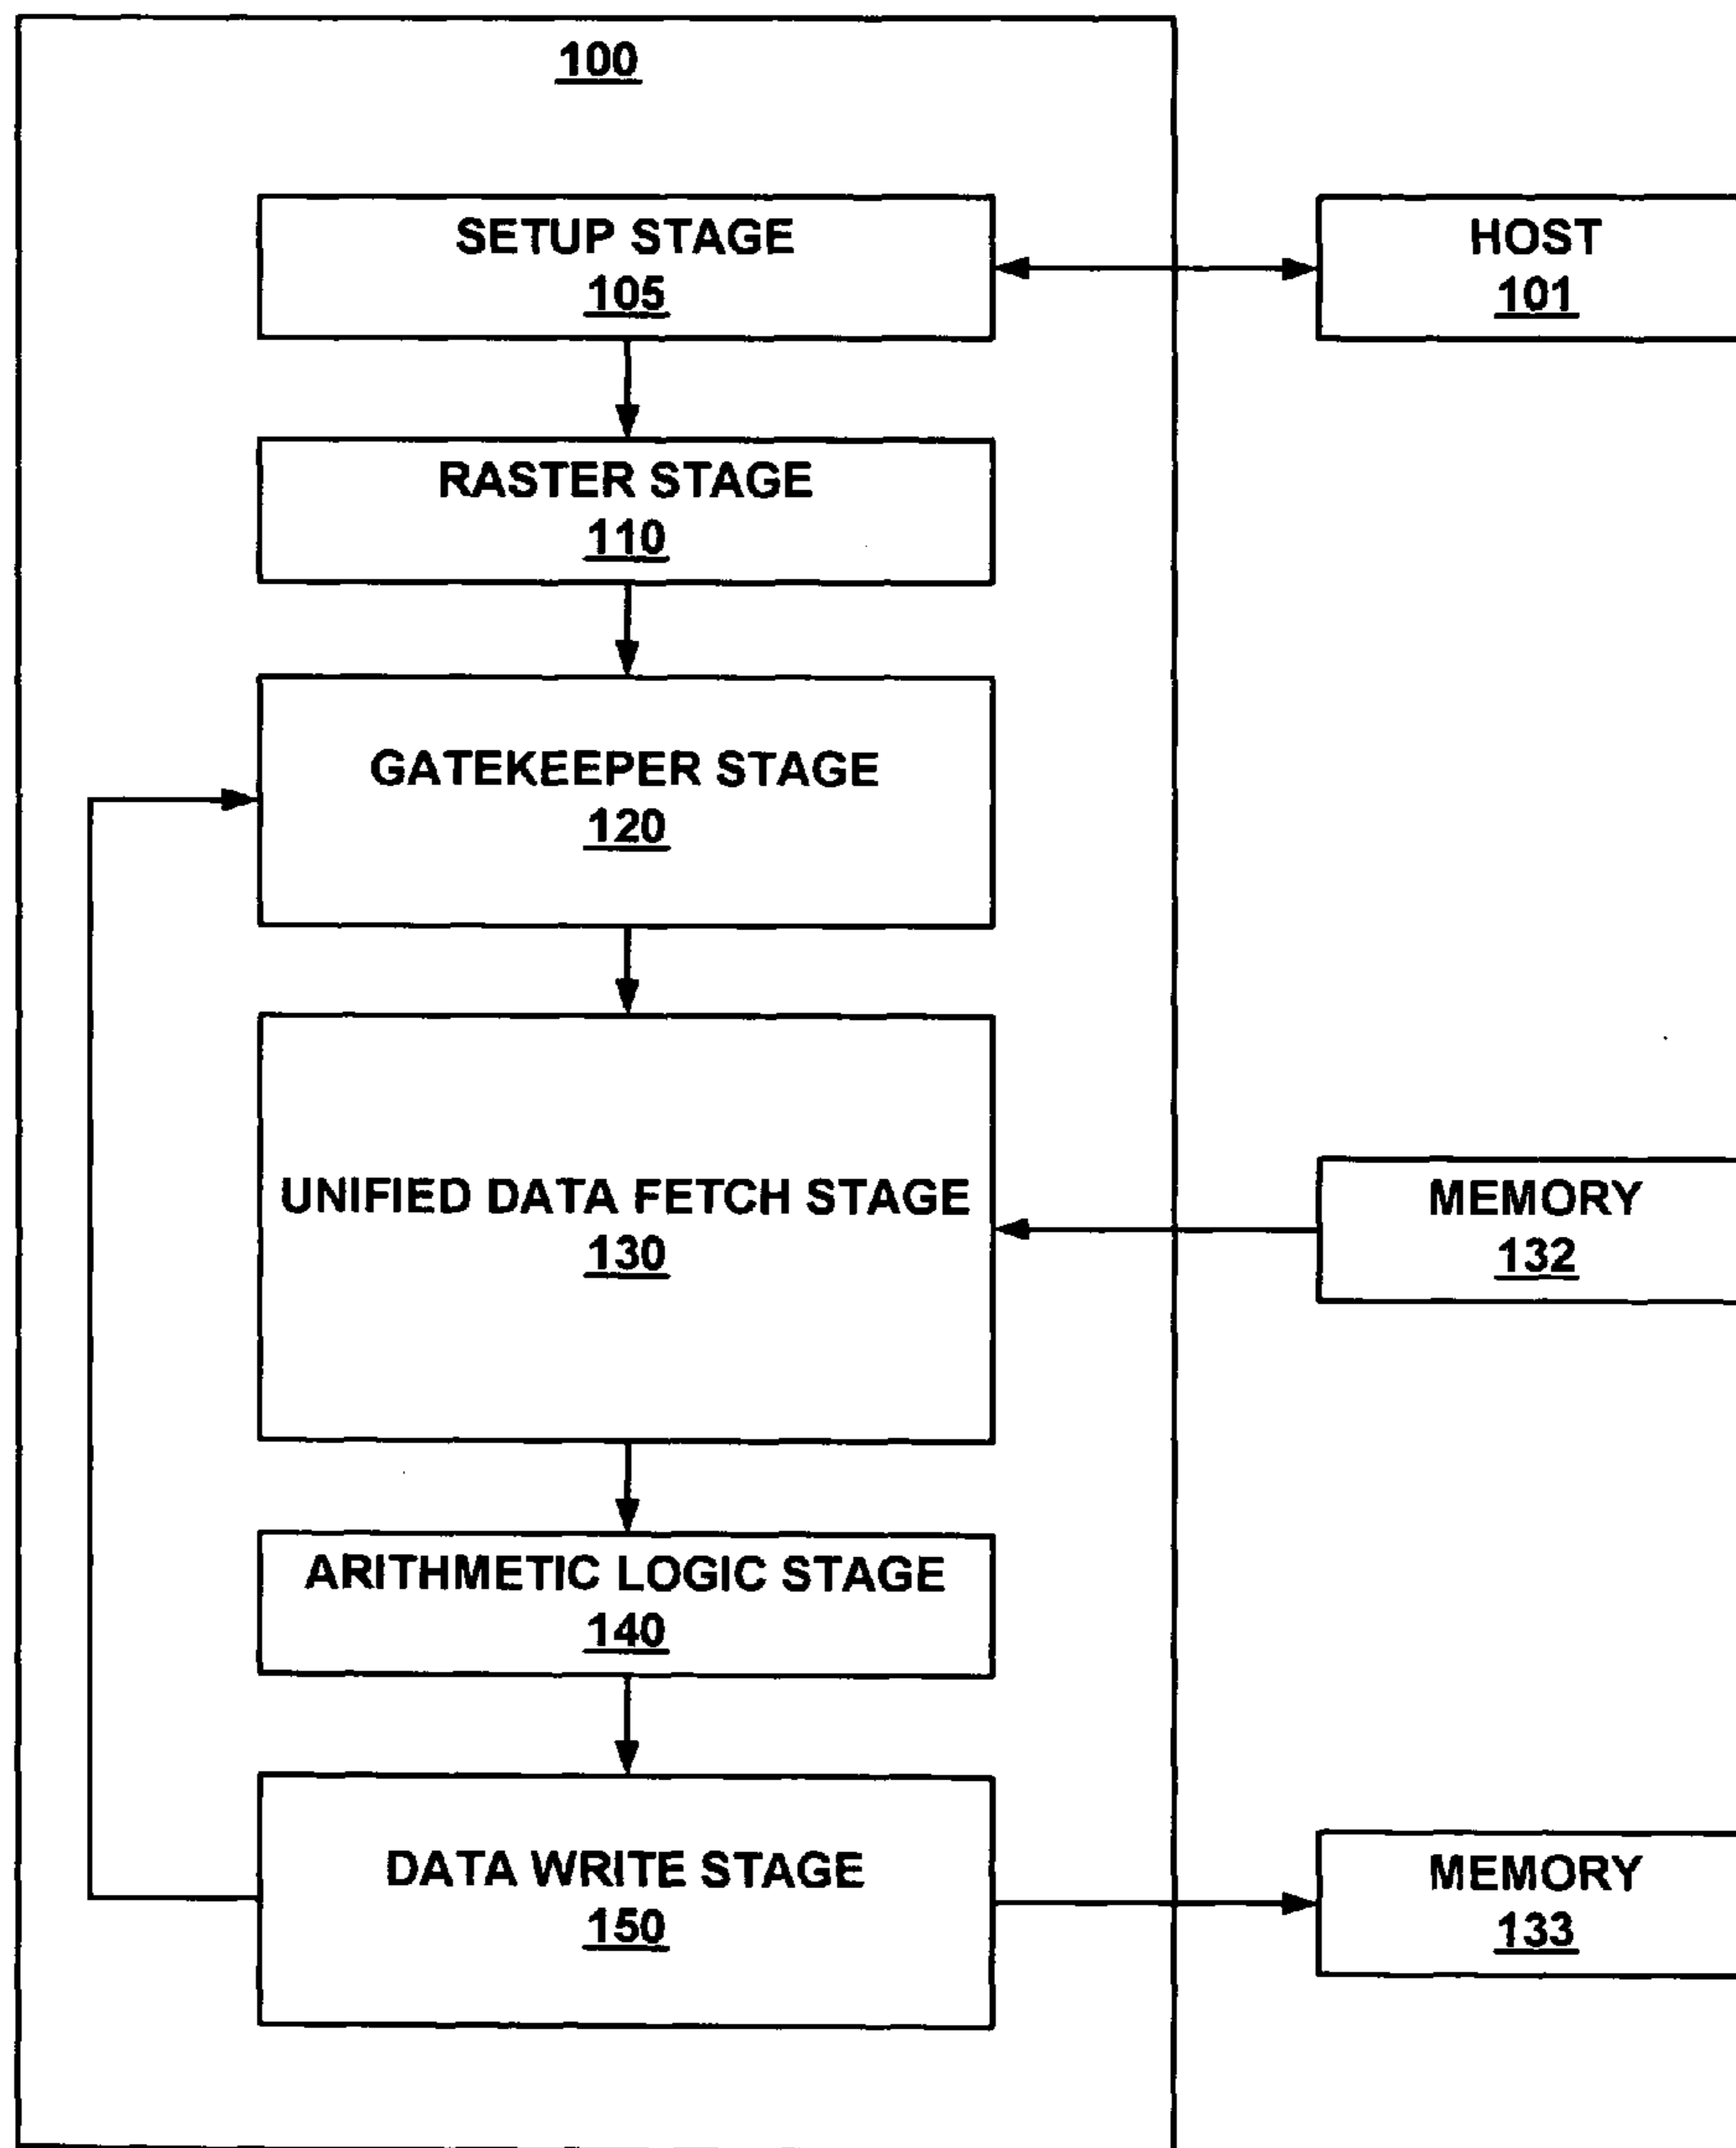 100
SETUP STAGE
105
HOST
101
RASTER STAGE
110
GATEKEEPER STAGE
120
UNIFIED DATA FETCH STAGE
130
MEMORY
132
ARITHMETIC LOGIC STAGE
140
DATA WRITE STAGE
150
MEMORY
133